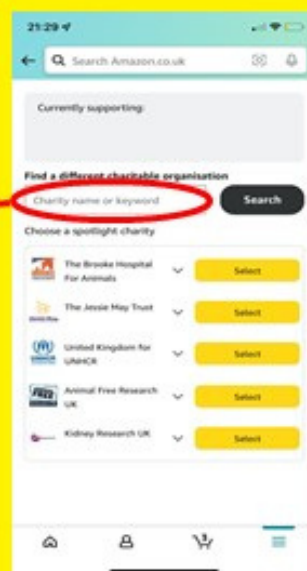 21:29
Search Amazon.co.uk
Currently supporting:
Find a different charitable organisation
Charity name or keyword
Search
Choose a spotlight charity
The Brooke Hospital
For Animals
Select
The Jessie May Trust
Select
United Kingdom for
UNHCR
Select
Animal Free Research
UK
Select
Kidney Research UK
Select